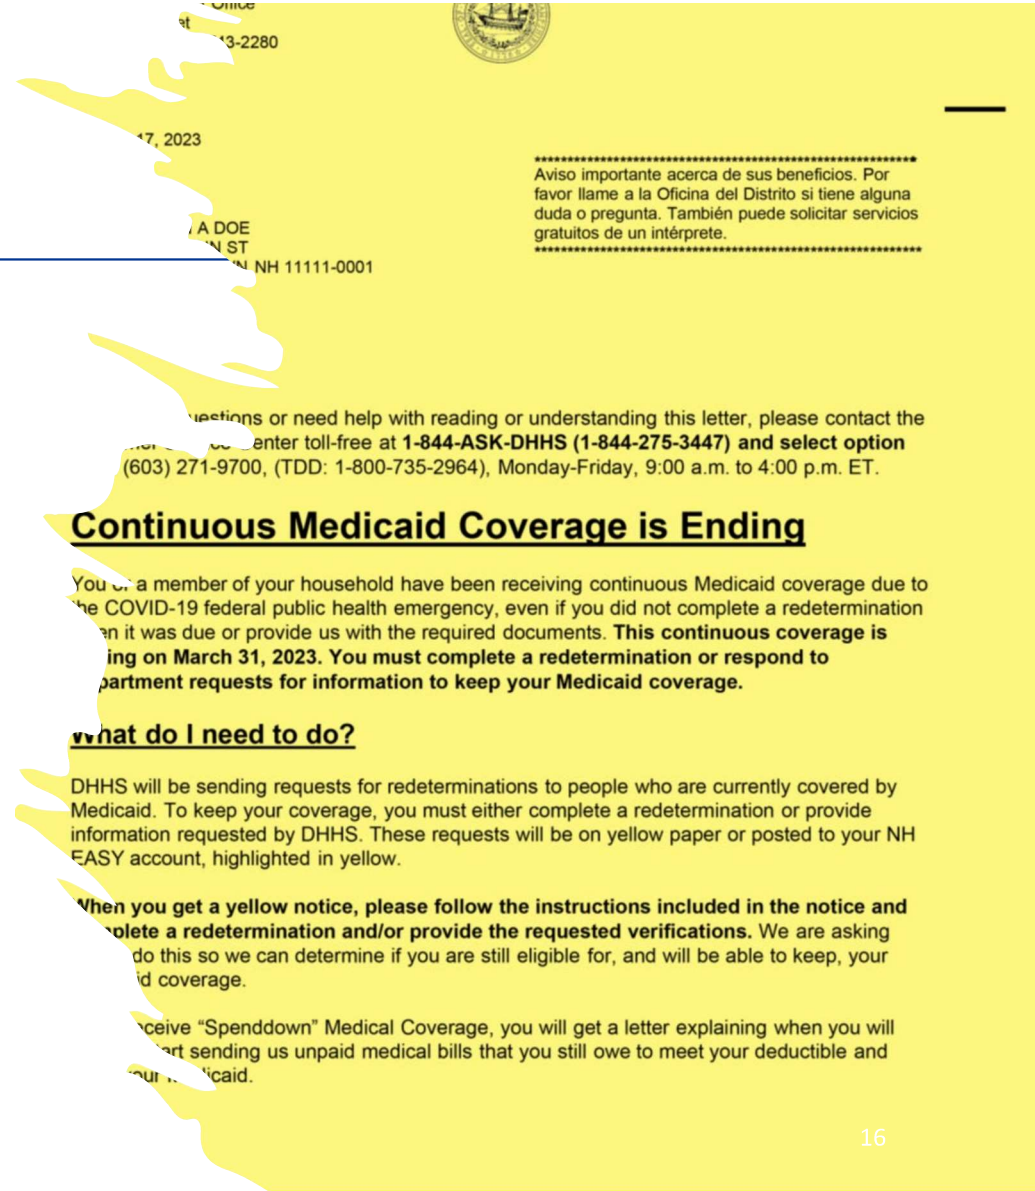 Office
et
13-2280
17, 2023
************************************************************
Aviso importante acerca de sus beneficios. Por
favor llame a la Oficina del Distrito si tiene alguna
duda o pregunta. También puede solicitar servicios
gratuitos de un intérprete.
************************************************************
A DOE
ST
NH 11111-0001
questions or need help with reading or understanding this letter, please contact the
enter toll-free at 1-844-ASK-DHHS (1-844-275-3447) and select option
(603) 271-9700, (TDD: 1-800-735-2964), Monday-Friday, 9:00 a.m. to 4:00 p.m. ET.
Continuous Medicaid Coverage is Ending
You or a member of your household have been receiving continuous Medicaid coverage due to
the COVID-19 federal public health emergency, even if you did not complete a redetermination
en it was due or provide us with the required documents. This continuous coverage is
ing on March 31, 2023. You must complete a redetermination or respond to
partment requests for information to keep your Medicaid coverage.
What do I need to do?
DHHS will be sending requests for redeterminations to people who are currently covered by
Medicaid. To keep your coverage, you must either complete a redetermination or provide
information requested by DHHS. These requests will be on yellow paper or posted to your NH
EASY account, highlighted in yellow.
When you get a yellow notice, please follow the instructions included in the notice and
plete a redetermination and/or provide the requested verifications. We are asking
do this so we can determine if you are still eligible for, and will be able to keep, your
id coverage.
ceive “Spenddown” Medical Coverage, you will get a letter explaining when you will
art sending us unpaid medical bills that you still owe to meet your deductible and
our icaid.
16